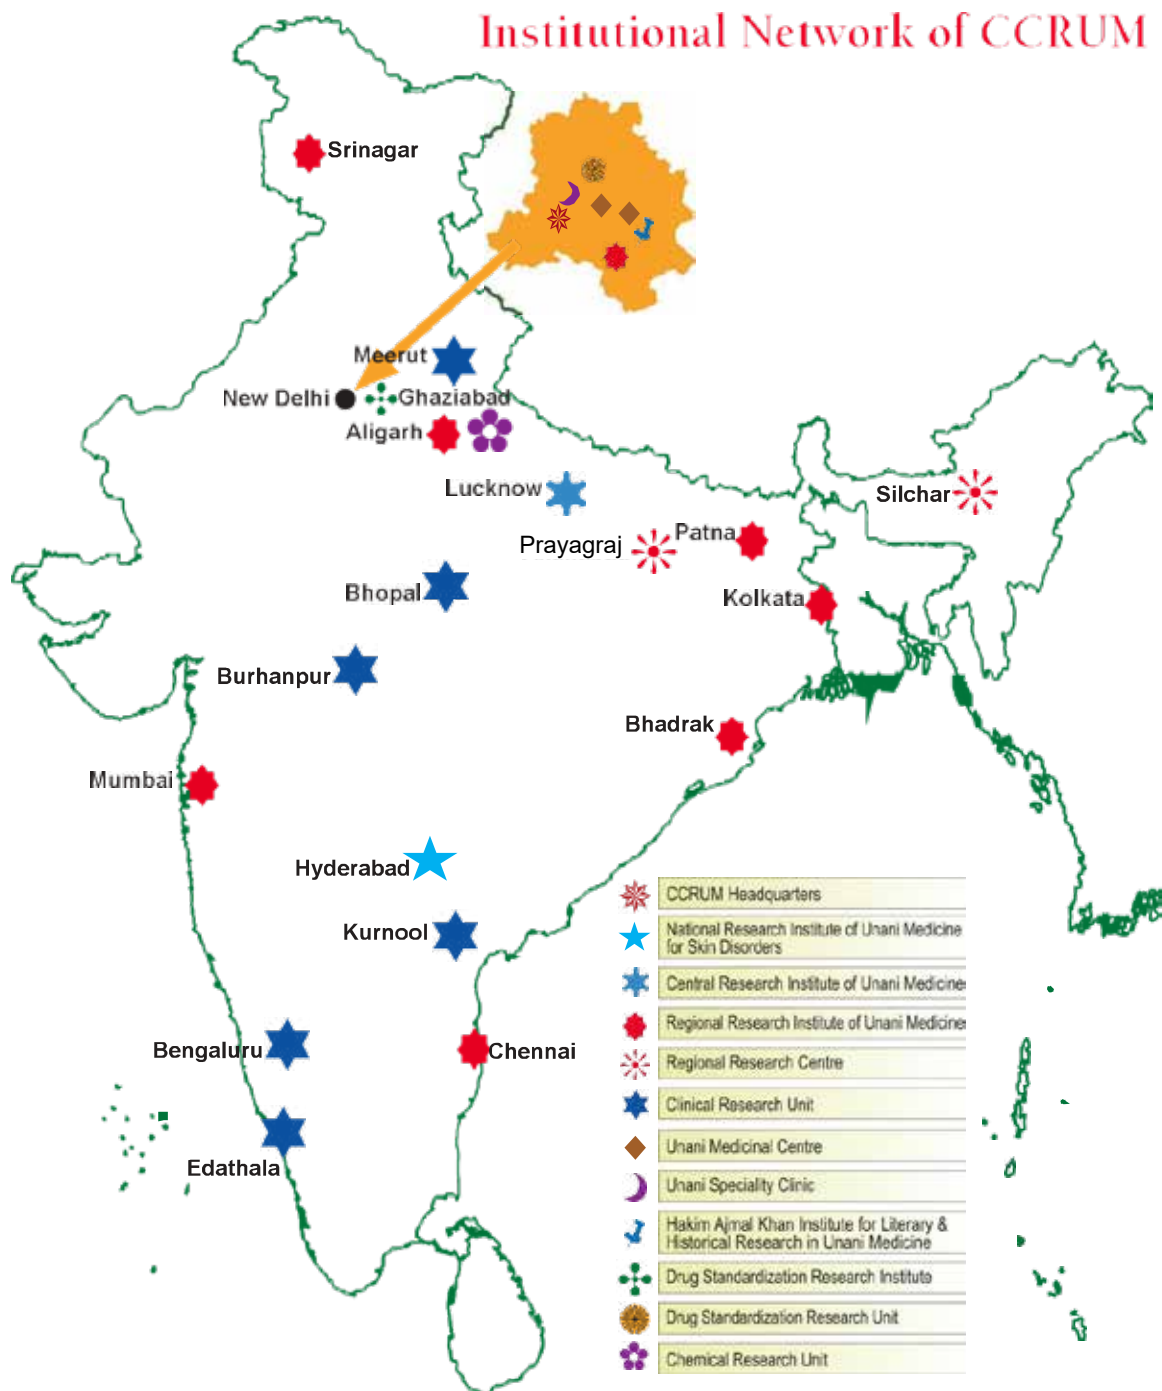 Institutional Network of CCRUM
Srinagar
Meerut
New Delhi
Ghaziabad
Aligarh
Lucknow
Silchar
Prayagraj
Patna
Bhopal
Kolkata
Burhanpur
Bhadrak
Mumbai
Hyderabad
Kurnool
Bengaluru
Chennai
Edathala
CCRUM Headquarters
National Research Institute of Unani Medicine
for Skin Disorders
Central Research Institute of Unani Medicine
Regional Research Institute of Unani Medicine
Regional Research Centre
Clinical Research Unit
Unani Medicinal Centre
Unani Speciality Clinic
Hakim Ajmal Khan Institute for Literary &
Historical Research in Unani Medicine
Drug Standardization Research Institute
Drug Standardization Research Unit
Chemical Research Unit